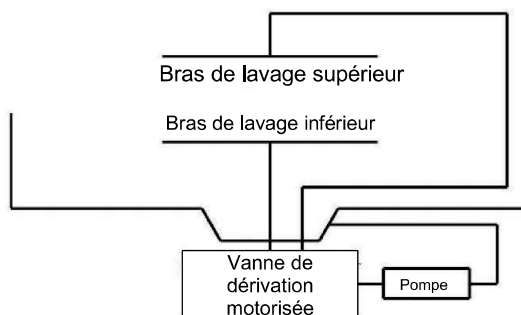 Bras de lavage supérieur
Bras de lavage inférieur
Vanne de
dérivation
motorisée
Pompe